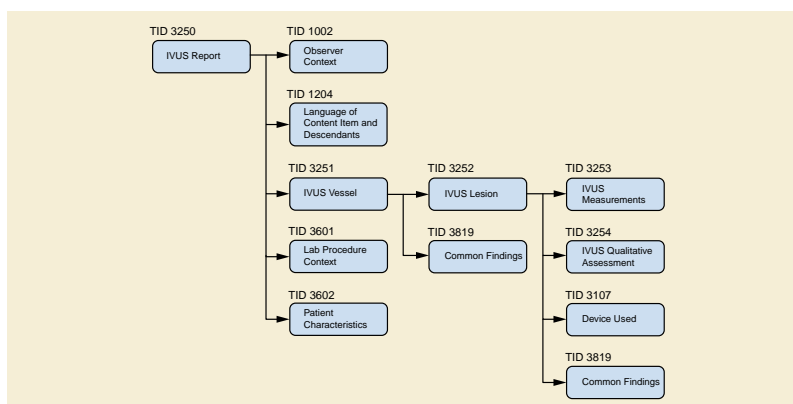 TID 3250
IVUS Report
TID 1002
Observer
Context
TID 1204
Language of
Content Item and
Descendants
TID 3251
IVUS Vessel
TID 3252
IVUS Lesion
TID 3253
IVUS
Measurements
TID 3601
Lab Procedure
Context
TID 3819
Common Findings
TID 3254
IVUS Qualitative
Assessment
TID 3602
Patient
Characteristics
TID 3107
Device Used
TID 3819
Common Findings